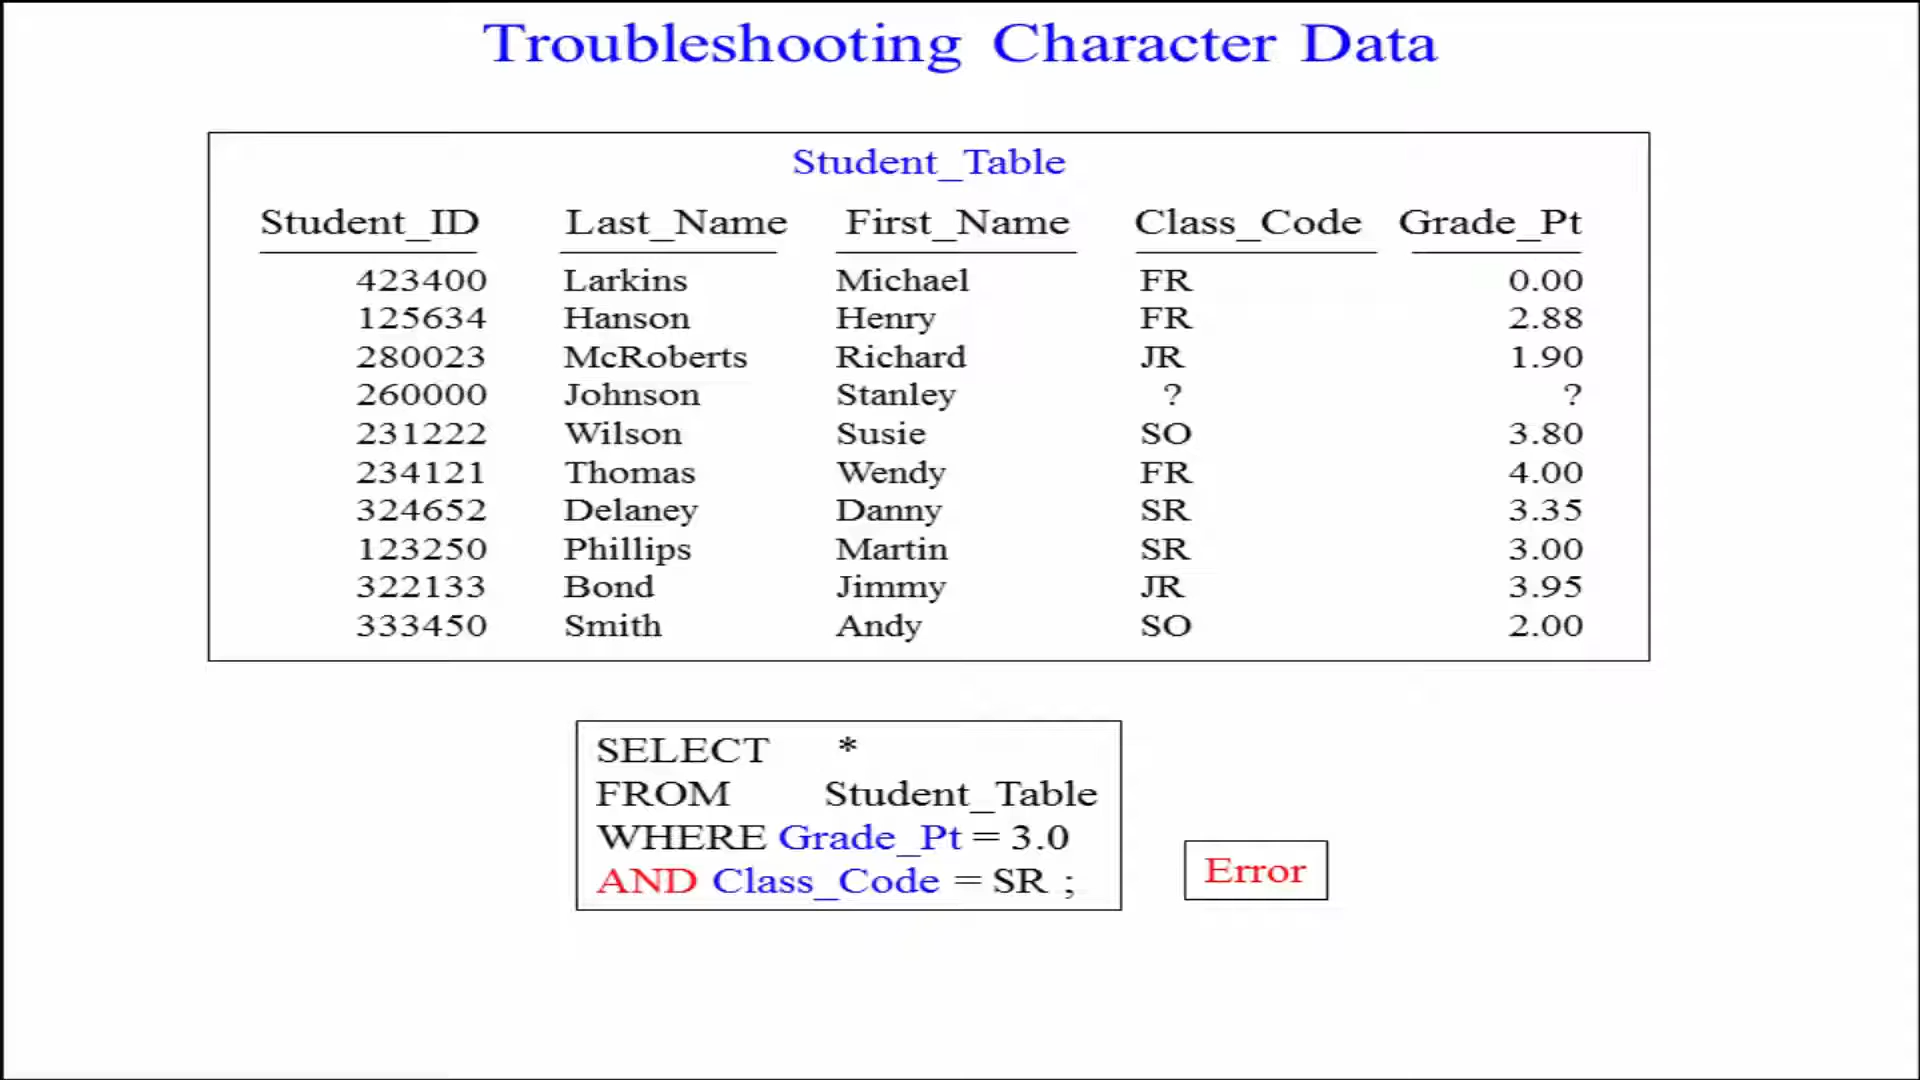 Troubleshooting Character Data
Student_Table
Student_ID Last_Name First_Name Class_Code Grade_Pt
423400 Larkins Michael FR 0.00
125634 Hanson Henry FR 2.88
280023 McRoberts Richard JR 1.90
260000 Johnson Stanley ? ?
231222 Wilson Susie SO 3.80
234121 Thomas Wendy FR 4.00
324652 Delaney Danny SR 3.35
123250 Phillips Martin SR 3.00
322133 Bond Jimmy JR 3.95
333450 Smith Andy SO 2.00
SELECT *
FROM Student_Table
WHERE Grade_Pt = 3.0
AND Class_Code = SR ;
Error